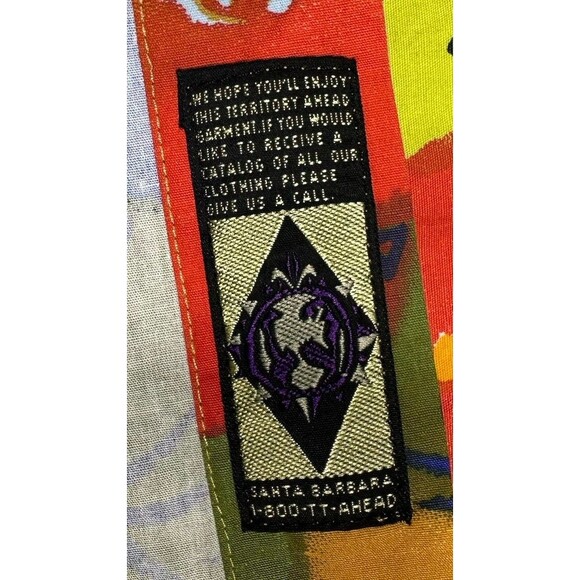 WE HOPE YOU'LL ENJOY
THIS TERRITORY AHEAD
GARMENT.IF YOU WOULD
LIKE TO RECEIVE A
CATALOG OF ALL OUR
CLOTHING PLEASE
GIVE US A CALL.
SANTA BARBARA
1-800-TT-AHEAD